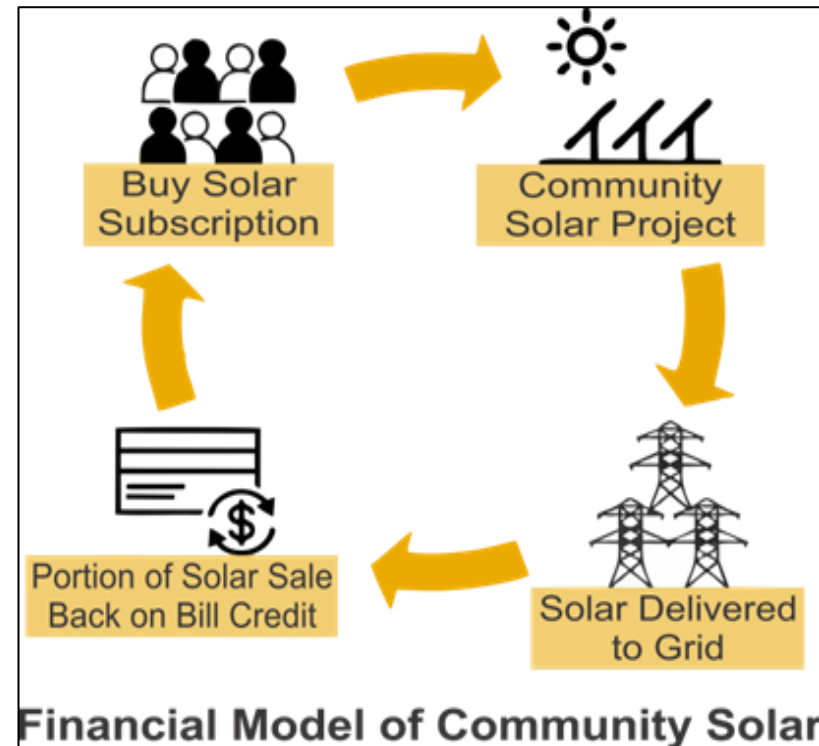 Buy Solar
Subscription
Community
Solar Project
Solar Delivered
to Grid
Portion of Solar Sale
Back on Bill Credit
$
Financial Model of Community Solar